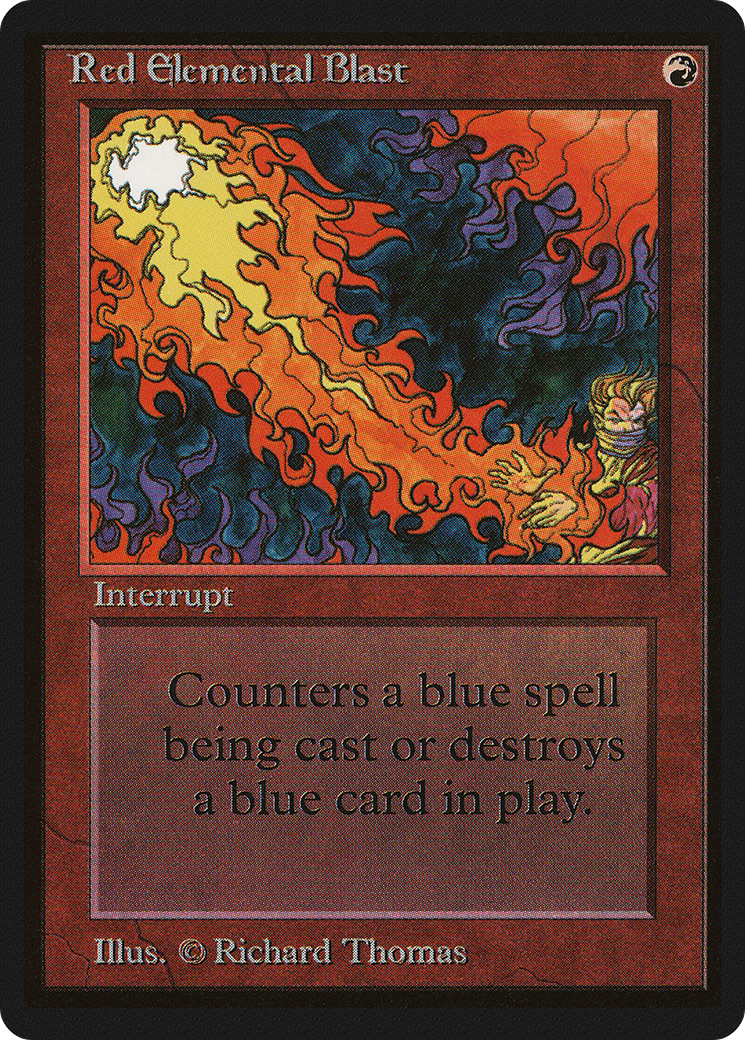 Red Elemental Blast
Interrupt
Counters a blue spell
being cast or destroys
a blue card in play.
Illus. © Richard Thomas